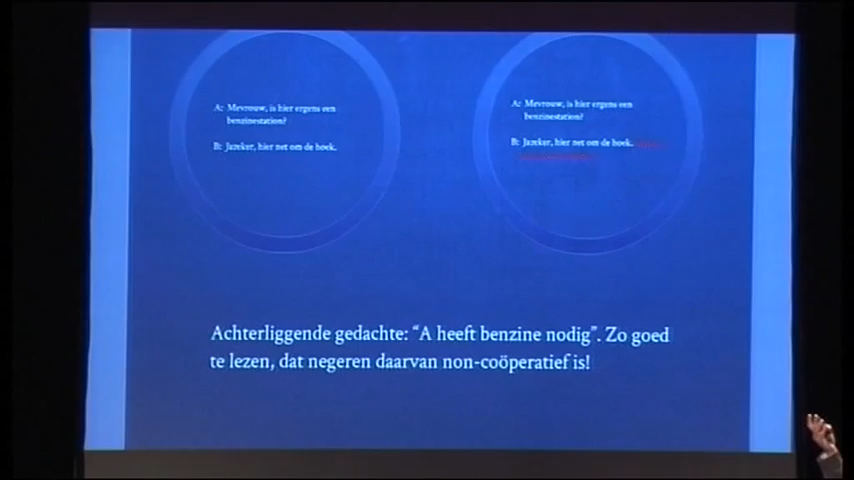 A: Mevrouw, is hier ergens een
benzinestation?
B: Jazeker, hier net om de hoek.
A: Mevrouw, is hier ergens een
benzinestation?
B: Jazeker, hier net om de hoek.
Achterliggende gedachte: “A heeft benzine nodig”. Zo goed
te lezen, dat negeren daarvan non-coöperatief is!